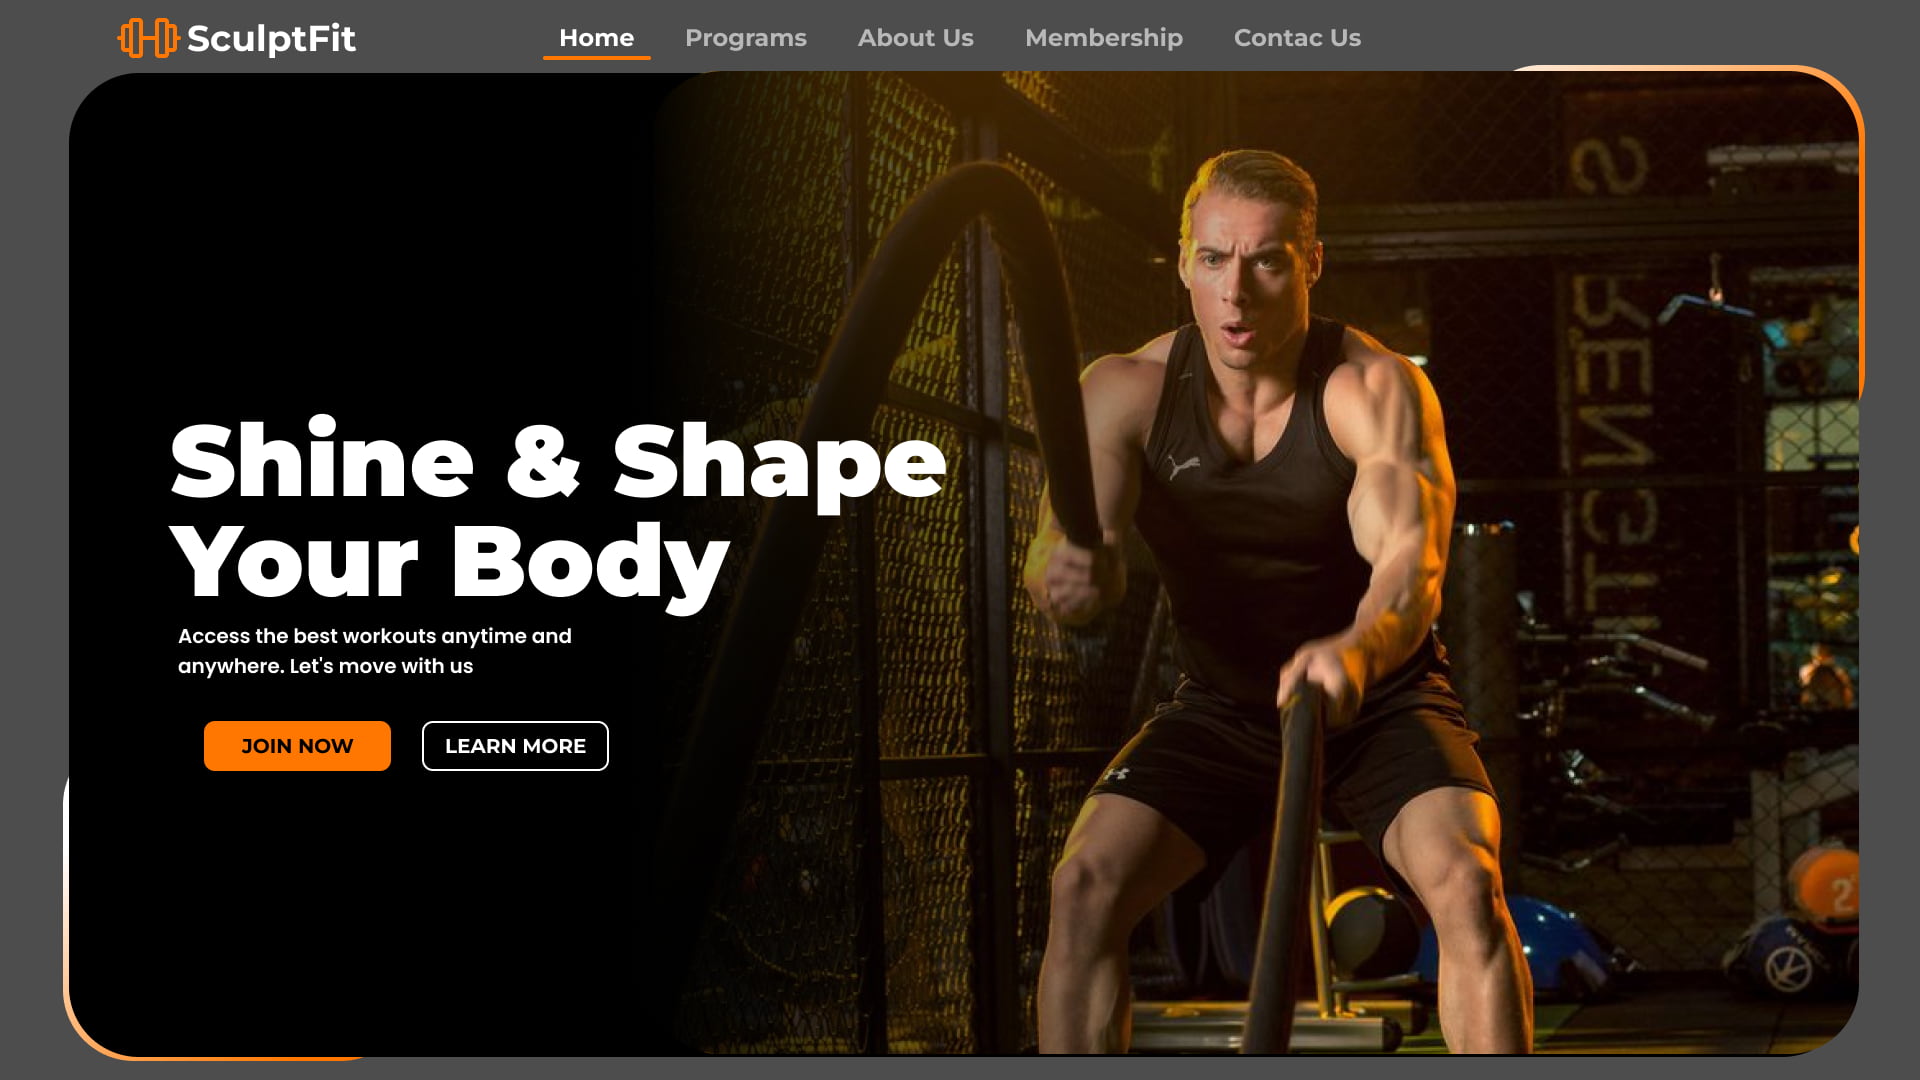 SculptFit
Home Programs About Us Membership Contac Us
Shine & Shape
Your Body
Access the best workouts anytime and
anywhere. Let's move with us
JOIN NOW LEARN MORE
2